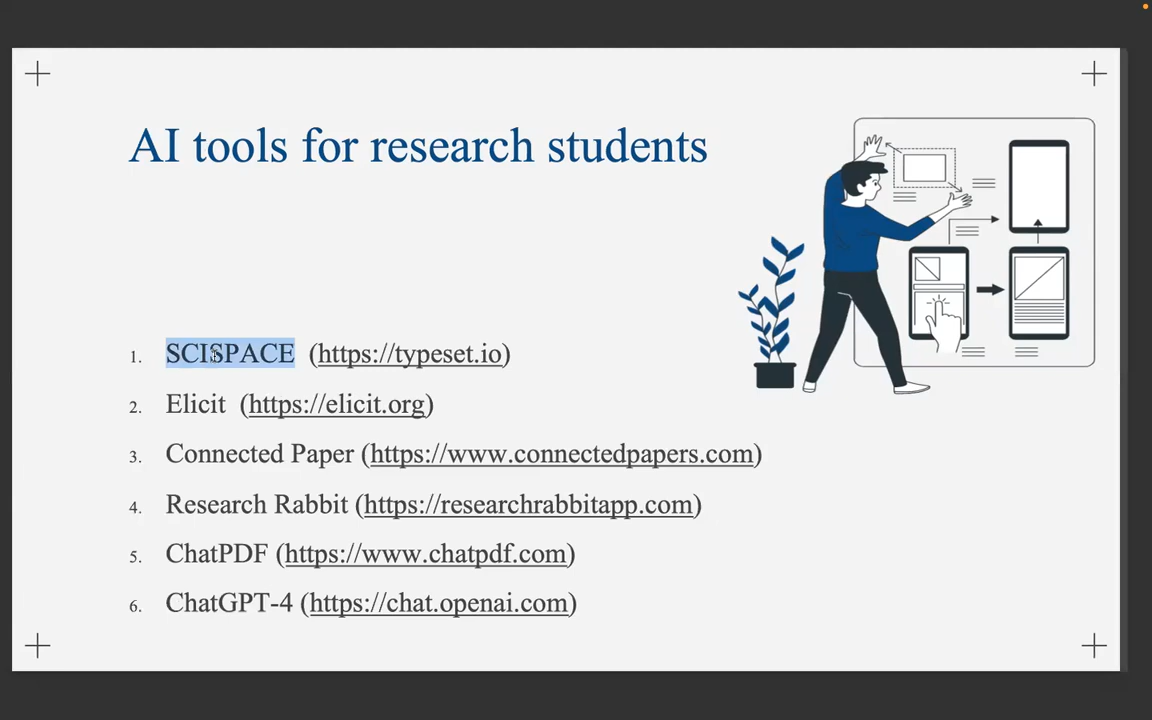 AI tools for research students
1. SCISPACE (https://typeset.io)
2. Elicit (https://elicit.org)
3. Connected Paper (https://www.connectedpapers.com)
4. Research Rabbit (https://researchrabbitapp.com)
5. ChatPDF (https://www.chatpdf.com)
6. ChatGPT-4 (https://chat.openai.com)